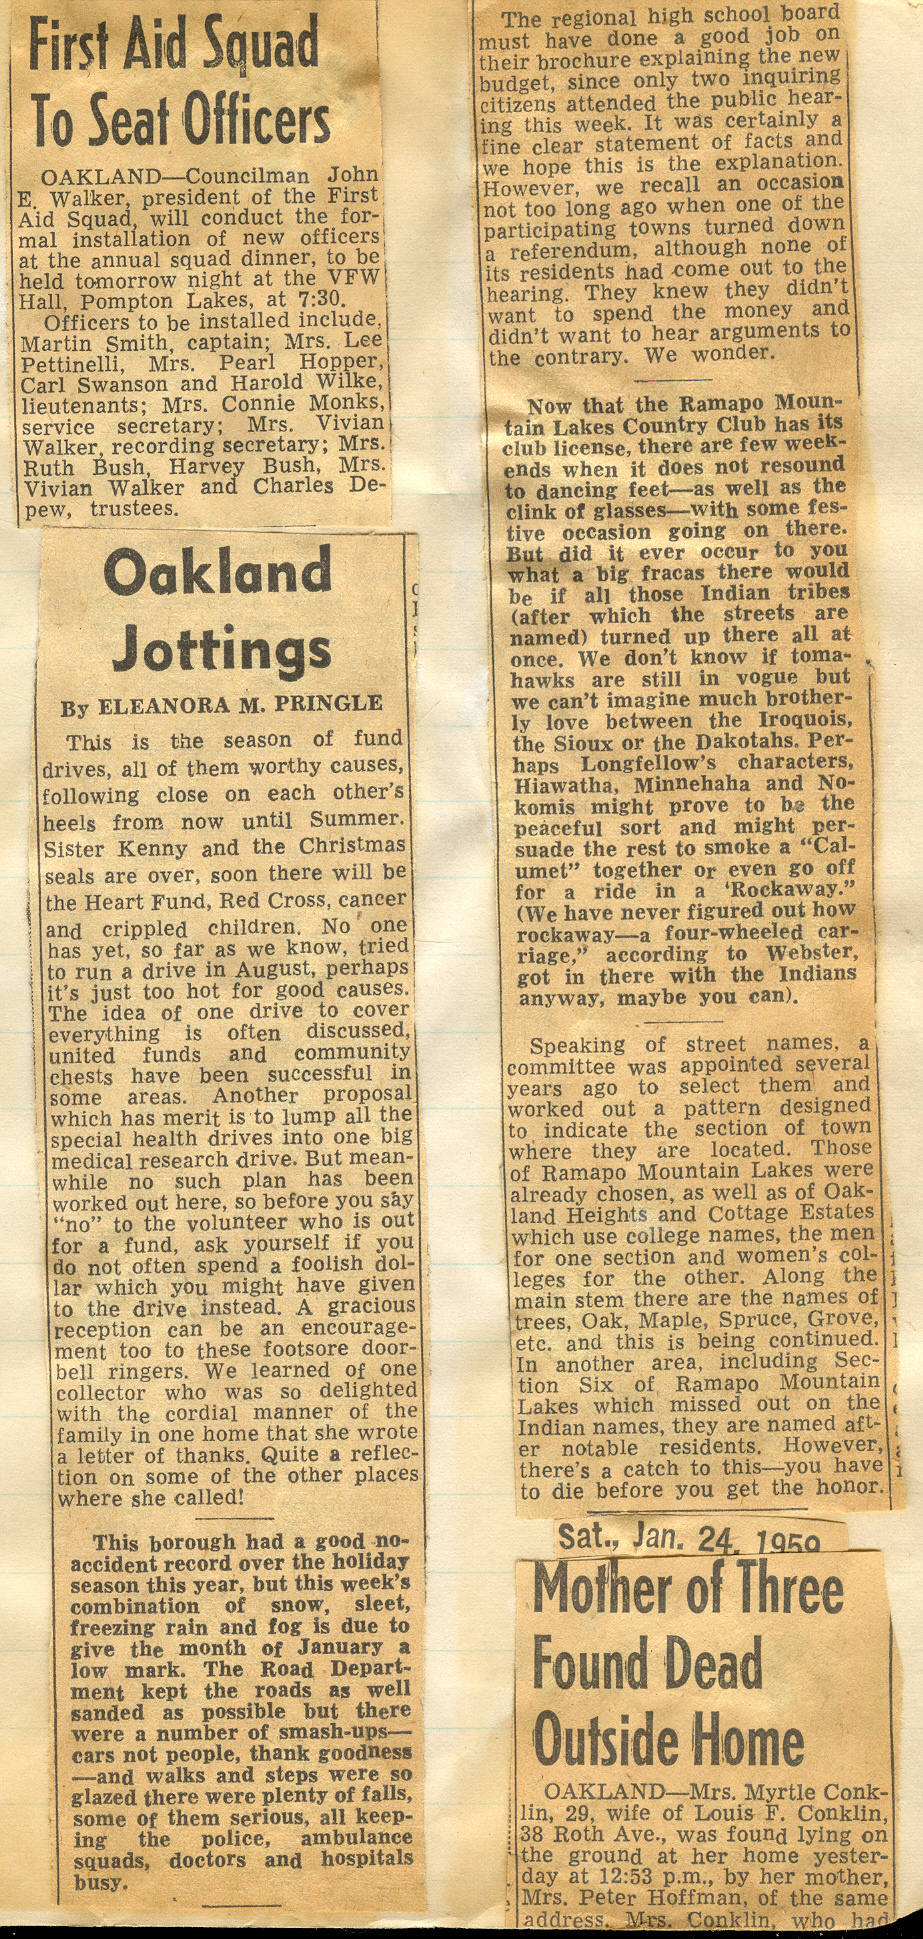 First Aid Squad
To Seat Officers
OAKLAND—Councilman John
E. Walker, president of the First
Aid Squad, will conduct the for-
mal installation of new officers
at the annual squad dinner, to be
held tomorrow night at the VFW
Hall, Pompton Lakes, at 7:30.
Officers to be installed include,
Martin Smith, captain; Mrs. Lee
Pettinelli, Mrs. Pearl Hopper,
Carl Swanson and Harold Wilke,
lieutenants; Mrs. Connie Monks,
service secretary; Mrs. Vivian
Walker, recording secretary; Mrs.
Ruth Bush, Harvey Bush, Mrs.
Vivian Walker and Charles De-
pew, trustees.
Oakland
Jottings
By ELEANORA M. PRINGLE
This is the season of fund
drives, all of them worthy causes,
following close on each other's
heels from now until Summer.
Sister Kenny and the Christmas
seals are over, soon there will be
the Heart Fund, Red Cross, cancer
and crippled children. No one
has yet, so far as we know, tried
to run a drive in August, perhaps
it's just too hot for good causes.
The idea of one drive to cover
everything is often discussed,
united funds and community
chests have been successful in
some areas. Another proposal
which has merit is to lump all the
special health drives into one big
medical research drive. But mean-
while no such plan has been
worked out here, so before you say
"no" to the volunteer who is out
for a fund, ask yourself if you
do not often spend a foolish dol-
lar which you might have given
to the drive instead. A gracious
reception can be an encourage-
ment too to these footsore door-
bell ringers. We learned of one
collector who was so delighted
with the cordial manner of the
family in one home that she wrote
a letter of thanks. Quite a reflec-
tion on some of the other places
where she called!
This borough had a good no-
accident record over the holiday
season this year, but this week's
combination of snow, sleet,
freezing rain and fog is due to
give the month of January a
low mark. The Road Depart-
ment kept the roads as well
sanded as possible but there
were a number of smash-ups—
cars not people, thank goodness
—and walks and steps were so
glazed there were plenty of falls,
some of them serious, all keep-
ing the police, ambulance
squads, doctors and hospitals
busy.
The regional high school board
must have done a good job on
their brochure explaining the new
budget, since only two inquiring
citizens attended the public hear-
ing this week. It was certainly a
fine clear statement of facts and
we hope this is the explanation.
However, we recall an occasion
not too long ago when one of the
participating towns turned down
a referendum, although none of
its residents had come out to the
hearing. They knew they didn't
want to spend the money and
didn't want to hear arguments to
the contrary. We wonder.
Now that the Ramapo Moun-
tain Lakes Country Club has its
club license, there are few week-
ends when it does not resound
to dancing feet—as well as the
clink of glasses—with some fes-
tive occasion going on there.
But did it ever occur to you
what a big fracas there would
be if all those Indian tribes
(after which the streets are
named) turned up there all at
once. We don't know if toma-
hawks are still in vogue but
we can't imagine much brother-
ly love between the Iroquois,
the Sioux or the Dakotahs. Per-
haps Longfellow's characters,
Hiawatha, Minnehaha and No-
komis might prove to be the
peaceful sort and might per-
suade the rest to smoke a "Cal-
umet" together or even go off
for a ride in a 'Rockaway."
(We have never figured out how
rockaway—a four-wheeled car-
riage," according to Webster,
got in there with the Indians
anyway, maybe you can).
Speaking of street names, a
committee was appointed several
years ago to select them and
worked out a pattern designed
to indicate the section of town
where they are located. Those
of Ramapo Mountain Lakes were
already chosen, as well as of Oak-
land Heights and Cottage Estates
which use college names, the men
for one section and women's col-
leges for the other. Along the
main stem there are the names of
trees, Oak, Maple, Spruce, Grove,
etc. and this is being continued.
In another area, including Sec-
tion Six of Ramapo Mountain
Lakes which missed out on the
Indian names, they are named aft-
er notable residents. However,
there's a catch to this—you have
to die before you get the honor.
Sat., Jan. 24, 1959
Mother of Three
Found Dead
Outside Home
OAKLAND—Mrs. Myrtle Conk-
lin, 29, wife of Louis F. Conklin,
38 Roth Ave., was found lying on
the ground at her home yester-
day at 12:53 p.m., by her mother,
Mrs. Peter Hoffman, of the same
address. Mrs. Conklin, who had